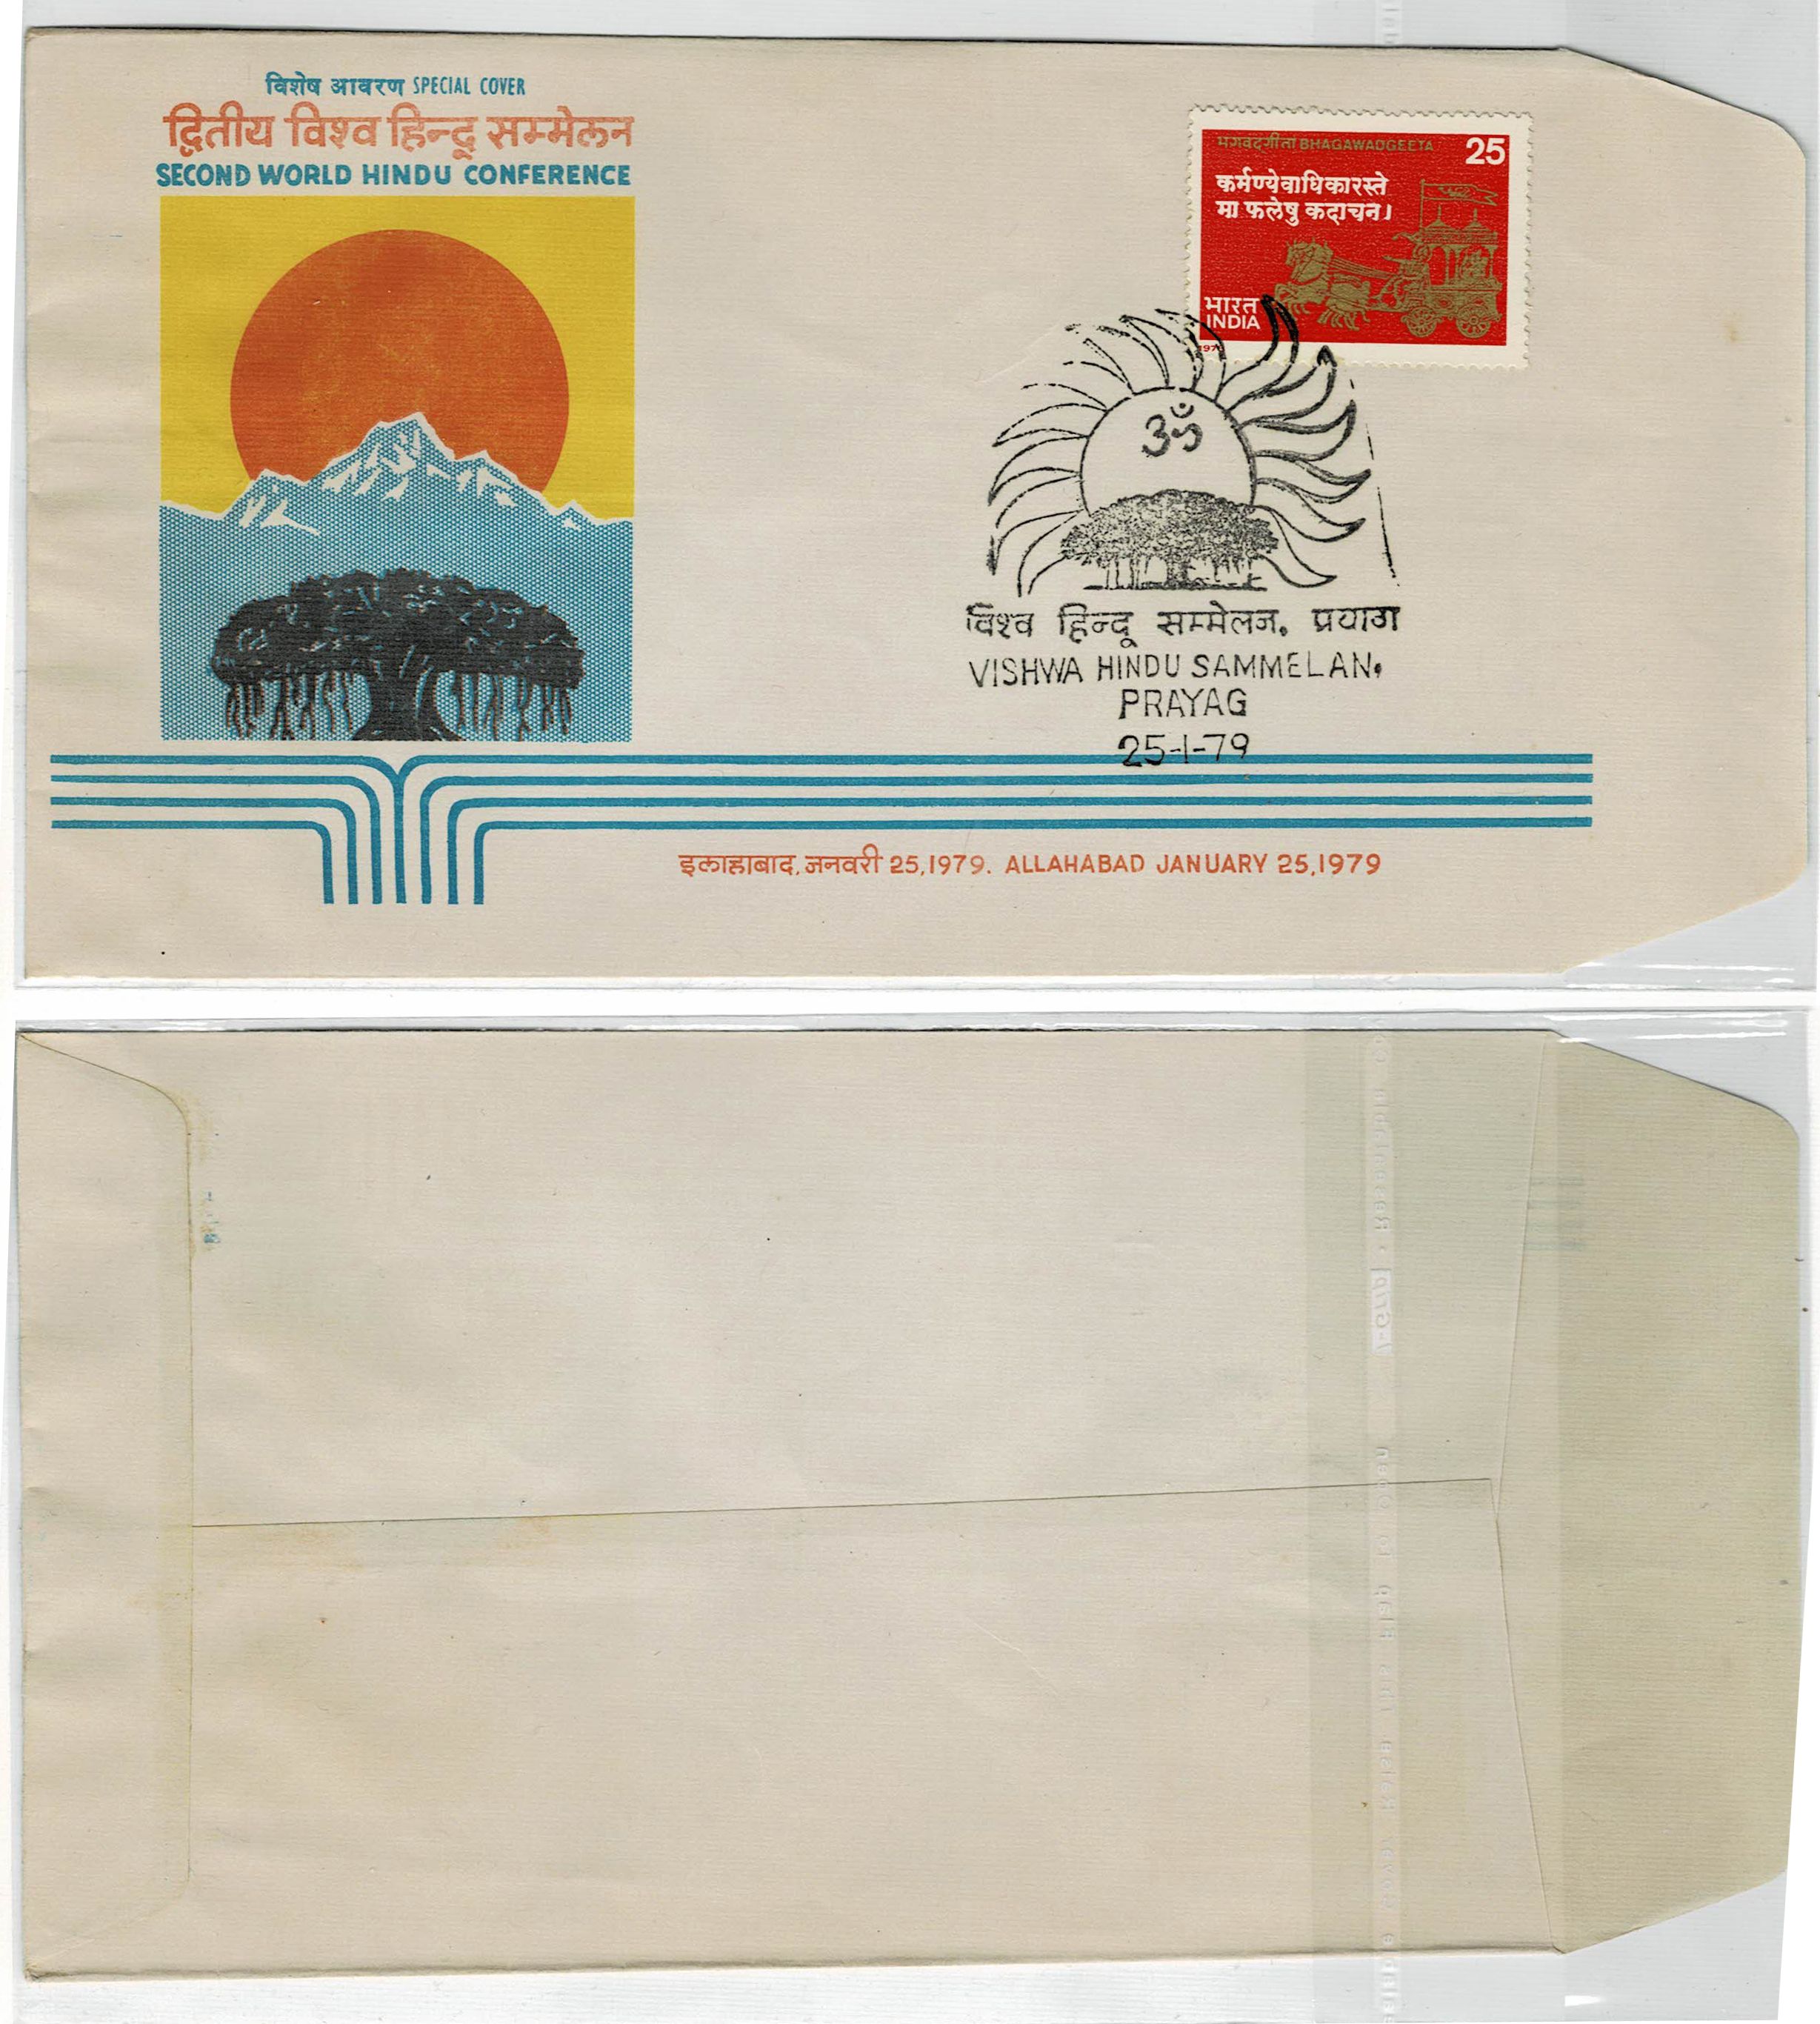 विशेष आवरण SPECIAL COVER
द्वितीय विश्व हिन्दू सम्मेलन
SECOND WORLD HINDU CONFERENCE
भगवद्गीता BHAGAWADGEETA 25
कर्मण्येवाधिकारस्ते
मा फलेषु कदाचन।
भारत
INDIA
ॐ
विश्व हिन्दू सम्मेलन, प्रयाग
VISHWA HINDU SAMMELAN,
PRAYAG
25-1-79
इलाहाबाद, जनवरी 25,1979. ALLAHABAD JANUARY 25,1979